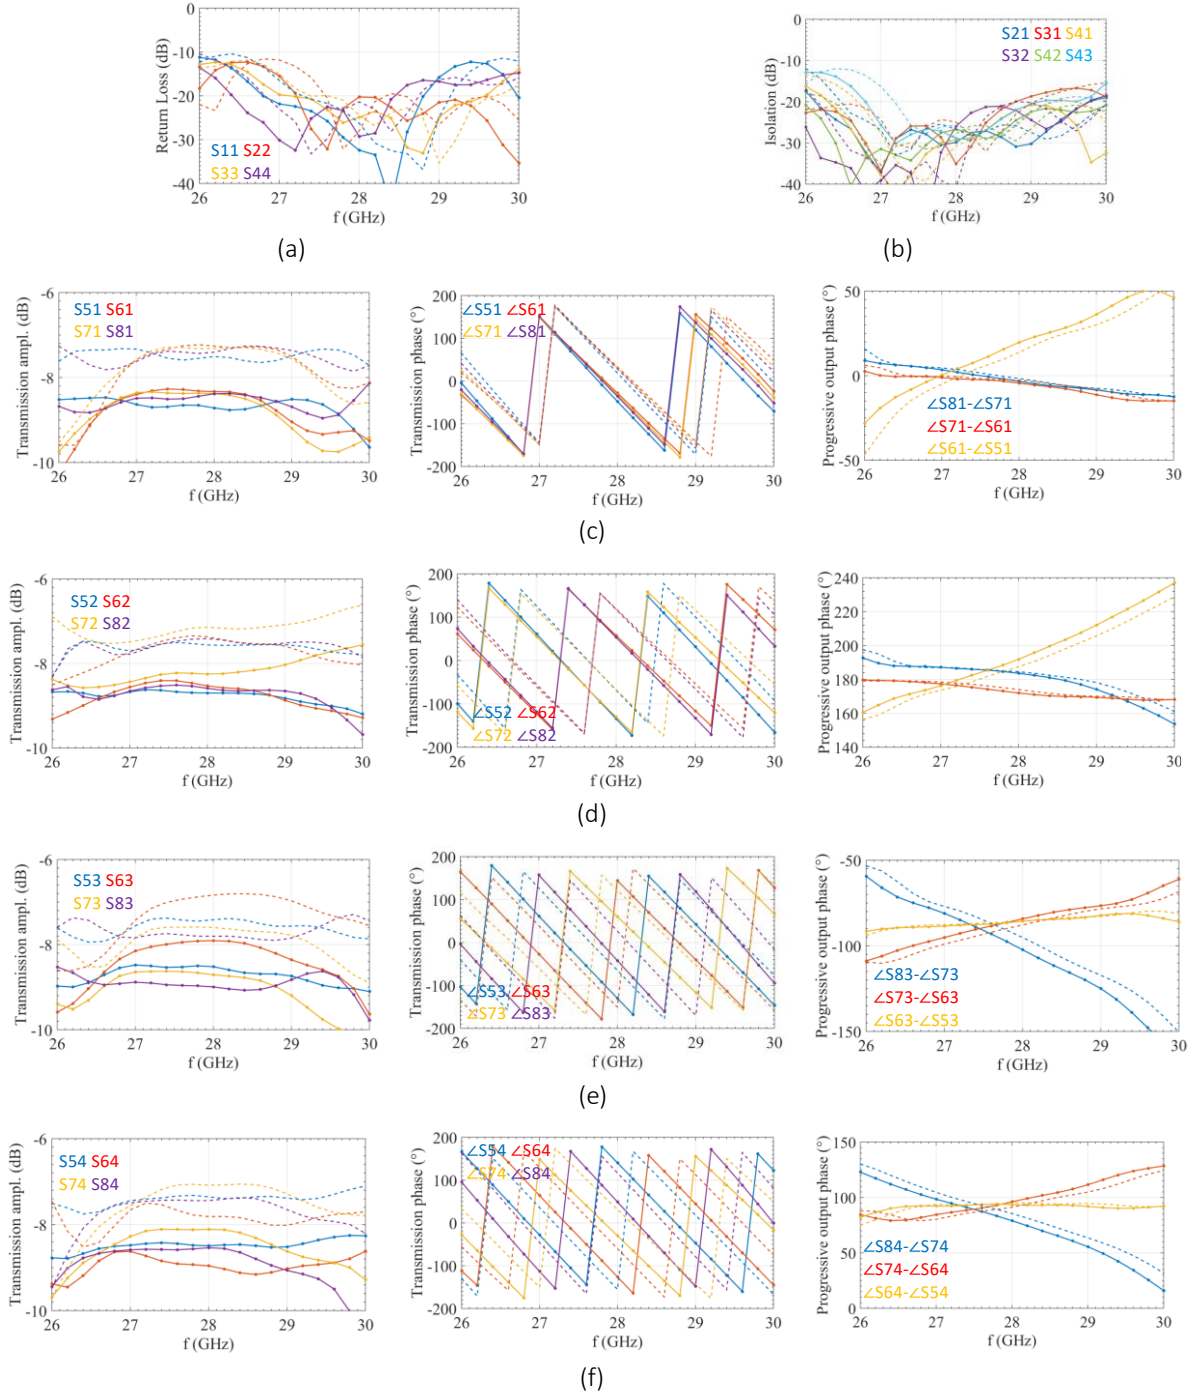 0
-10
-20
-30
-40
Return Loss (dB)
S11 S22
S33 S44
26 27 28 29 30
f (GHz)
(a)
0
-10
-20
-30
-40
Isolation (dB)
S21 S31 S41
S32 S42 S43
26 27 28 29 30
f (GHz)
(b)
-6
-8
-10
Transmission ampl. (dB)
S51 S61
S71 S81
26 27 28 29 30
f (GHz)
200
100
0
-100
-200
Transmission phase (°)
∠S51 ∠S61
∠S71 ∠S81
26 27 28 29 30
f (GHz)
50
0
-50
Progressive output phase (°)
∠S81-∠S71
∠S71-∠S61
∠S61-∠S51
26 27 28 29 30
f (GHz)
(c)
-6
-8
-10
Transmission ampl. (dB)
S52 S62
S72 S82
26 27 28 29 30
f (GHz)
200
100
0
-100
-200
Transmission phase (°)
∠S52 ∠S62
∠S72 ∠S82
26 27 28 29 30
f (GHz)
240
220
200
180
160
140
Progressive output phase (°)
26 27 28 29 30
f (GHz)
(d)
-6
-8
-10
Transmission ampl. (dB)
S53 S63
S73 S83
26 27 28 29 30
f (GHz)
200
100
0
-100
-200
Transmission phase (°)
∠S53 ∠S63
∠S73 ∠S83
26 27 28 29 30
f (GHz)
-50
-100
-150
Progressive output phase (°)
∠S83-∠S73
∠S73-∠S63
∠S63-∠S53
26 27 28 29 30
f (GHz)
(e)
-6
-8
-10
Transmission ampl. (dB)
S54 S64
S74 S84
26 27 28 29 30
f (GHz)
200
100
0
-100
-200
Transmission phase (°)
∠S54 ∠S64
∠S74 ∠S84
26 27 28 29 30
f (GHz)
150
100
50
0
Progressive output phase (°)
∠S84-∠S74
∠S74-∠S64
∠S64-∠S54
26 27 28 29 30
f (GHz)
(f)